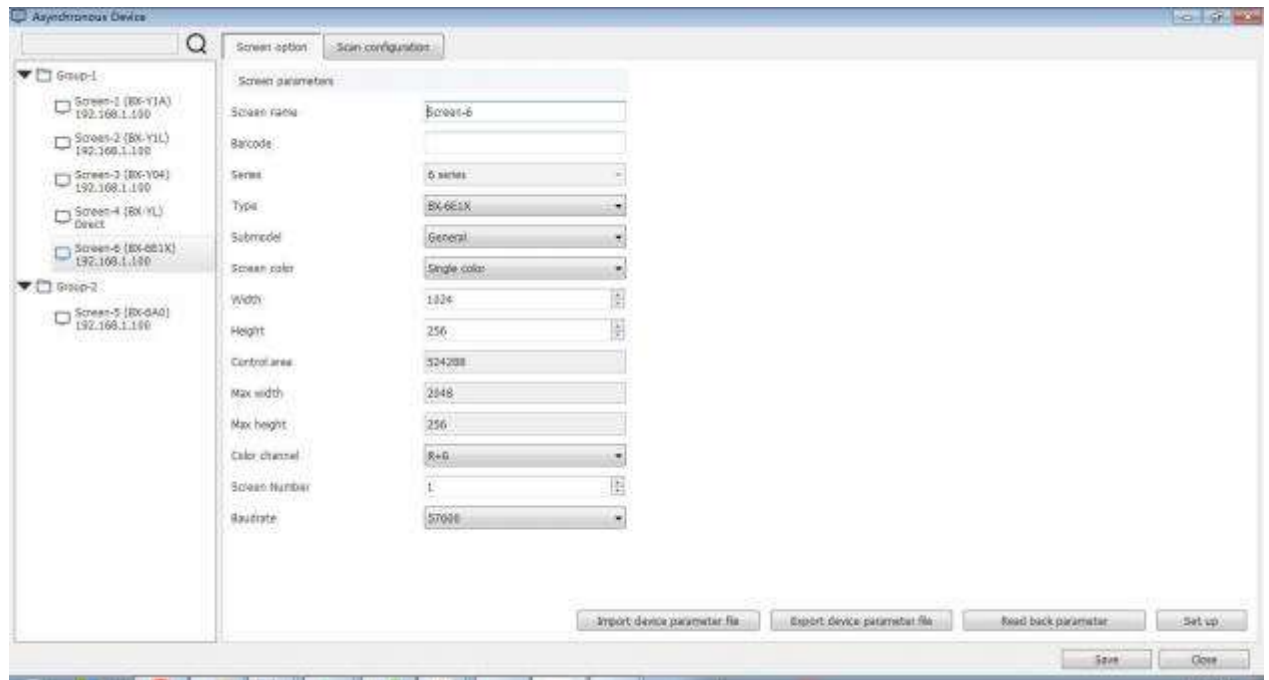 Asynchronous Device
Screen option
Scan configuration
Group-1
Screen-1 (BX-Y1A)
192.168.1.100
Screen-2 (BX-Y1L)
192.168.1.100
Screen-3 (BX-Y04)
192.168.1.100
Screen-4 (BX-YL)
Direct
Screen-6 (BX-6E1X)
192.168.1.100
Group-2
Screen-5 (BX-6A0)
192.168.1.100
Screen parameters
Screen name Screen-6
Barcode
Series 6 series
Type BX-6E1X
Submodel General
Screen color Single color
Width 1024
Height 256
Control area 524288
Max width 2048
Max height 256
Color channel R+G
Screen Number 1
Baudrate 57600
Import device parameter file Export device parameter file Read back parameter Set up
Save Close